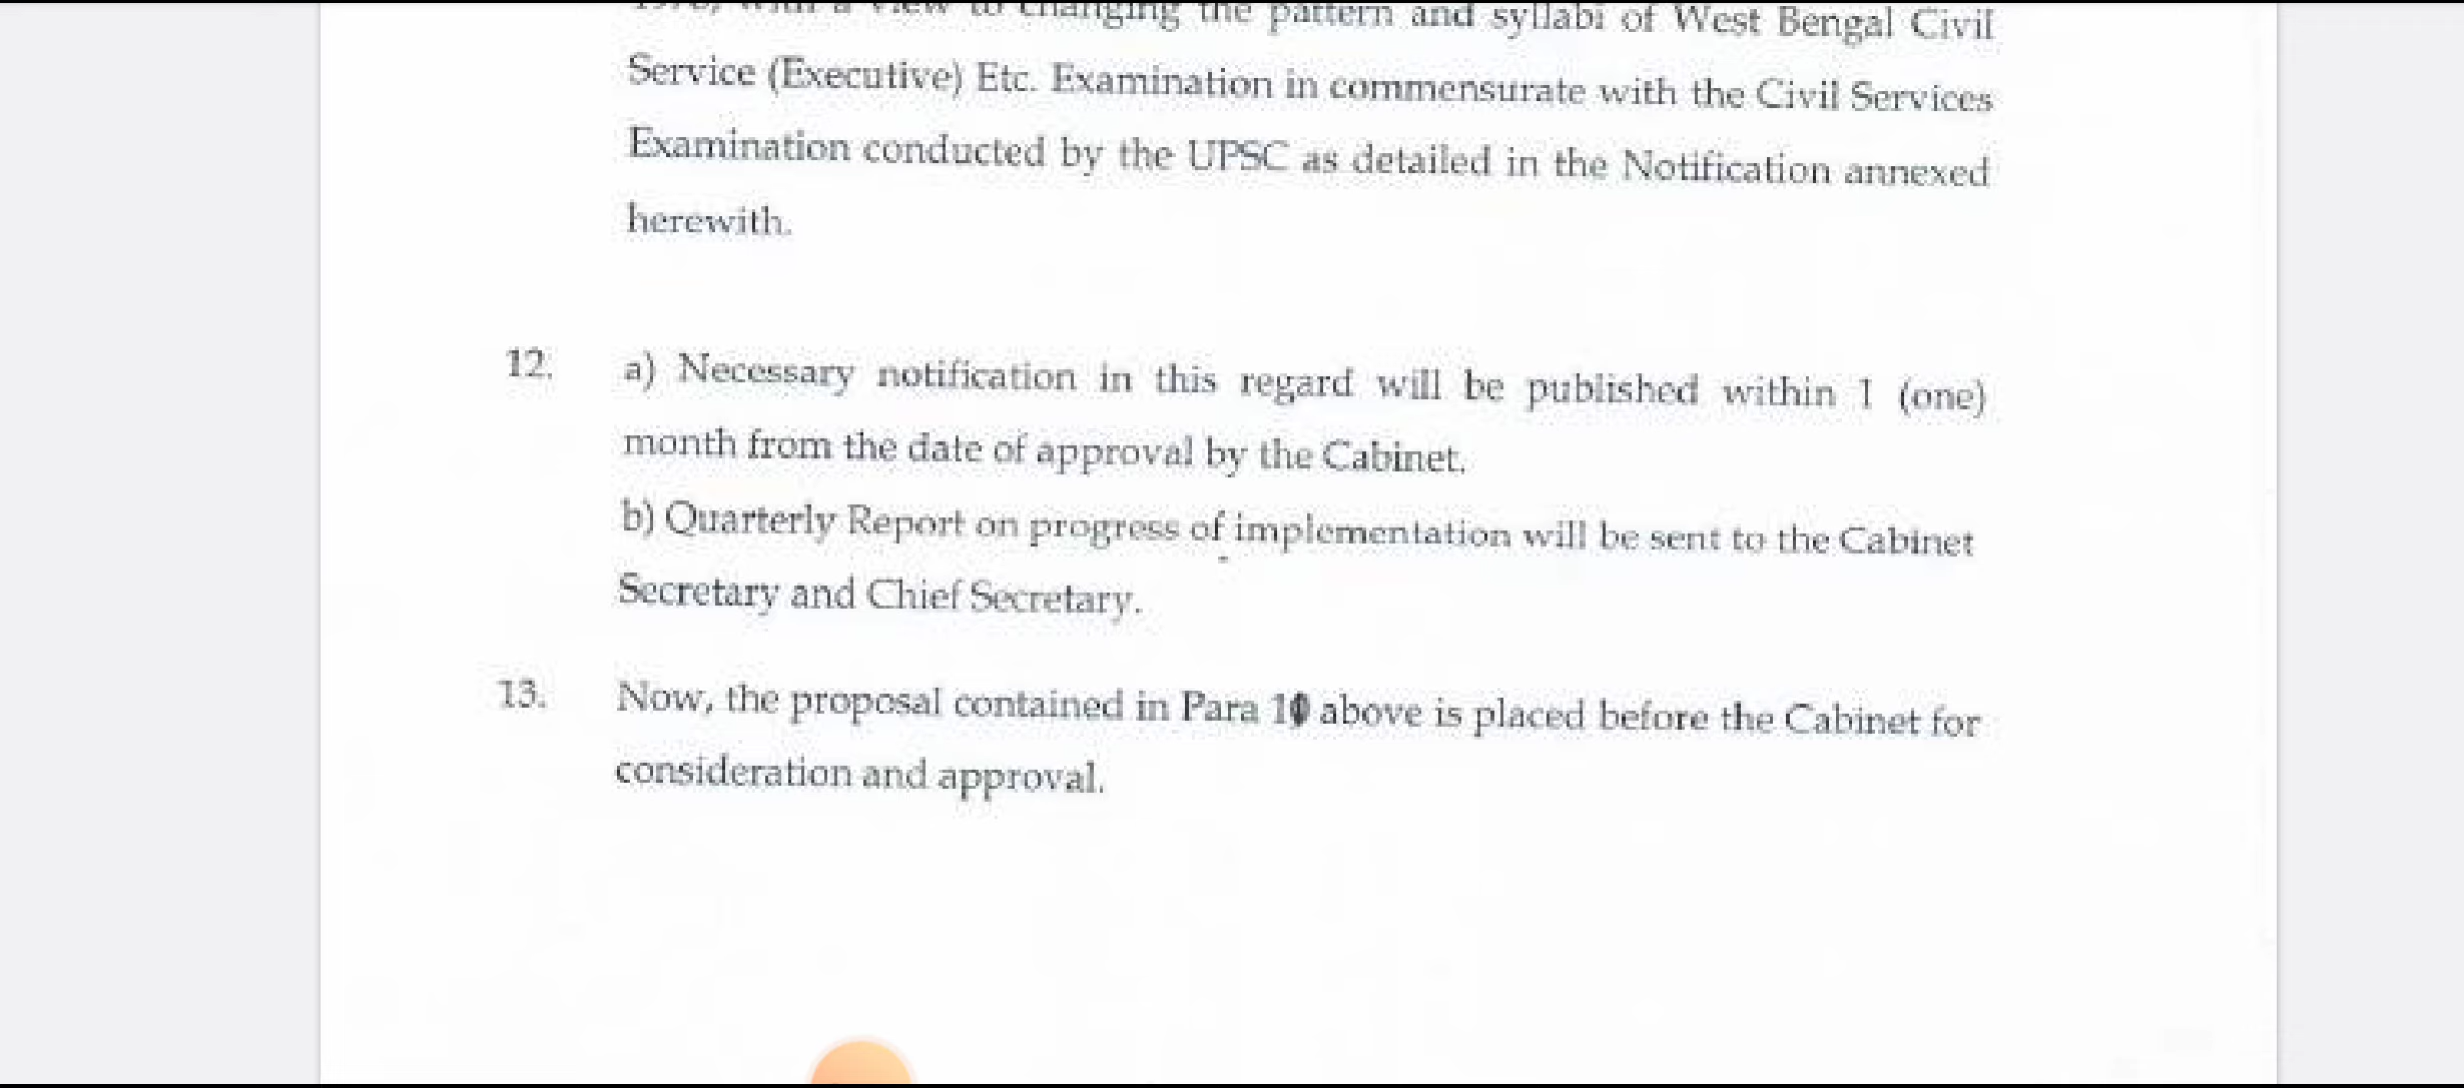 with a view to changing the pattern and syllabi of West Bengal Civil
Service (Executive) Etc. Examination in commensurate with the Civil Services
Examination conducted by the UPSC as detailed in the Notification annexed
herewith.
12. a) Necessary notification in this regard will be published within 1 (one)
month from the date of approval by the Cabinet.
b) Quarterly Report on progress of implementation will be sent to the Cabinet
Secretary and Chief Secretary.
13. Now, the proposal contained in Para above is placed before the Cabinet for
consideration and approval.